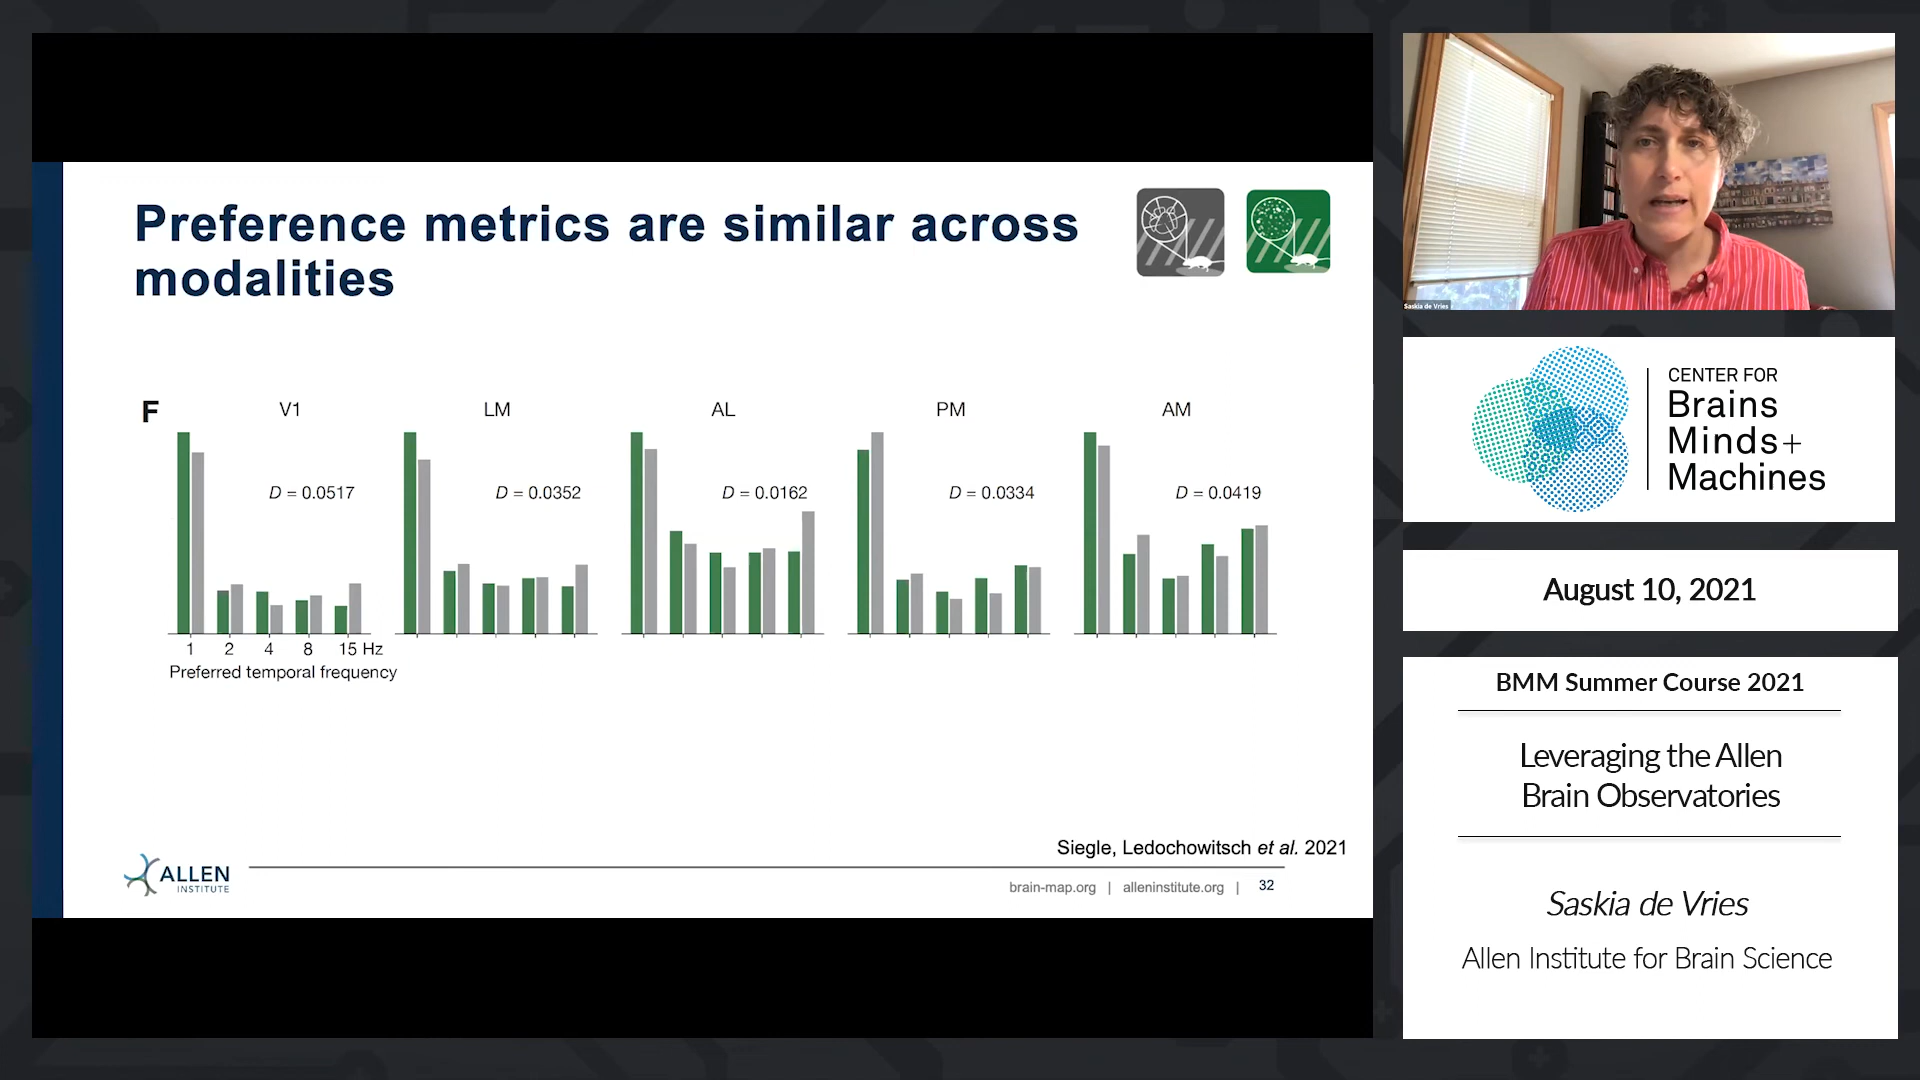 Preference metrics are similar across
modalities
F
V1
LM
AL
PM
AM
D = 0.0517
D = 0.0352
D = 0.0162
D = 0.0334
D = 0.0419
1 2 4 8 15 Hz
Preferred temporal frequency
Siegle, Ledochowitsch et al. 2021
ALLEN
INSTITUTE
brain-map.org | alleninstitute.org | 32
Saskia de Vries
CENTER FOR
Brains
Minds+
Machines
August 10, 2021
BMM Summer Course 2021
Leveraging the Allen
Brain Observatories
Saskia de Vries
Allen Institute for Brain Science